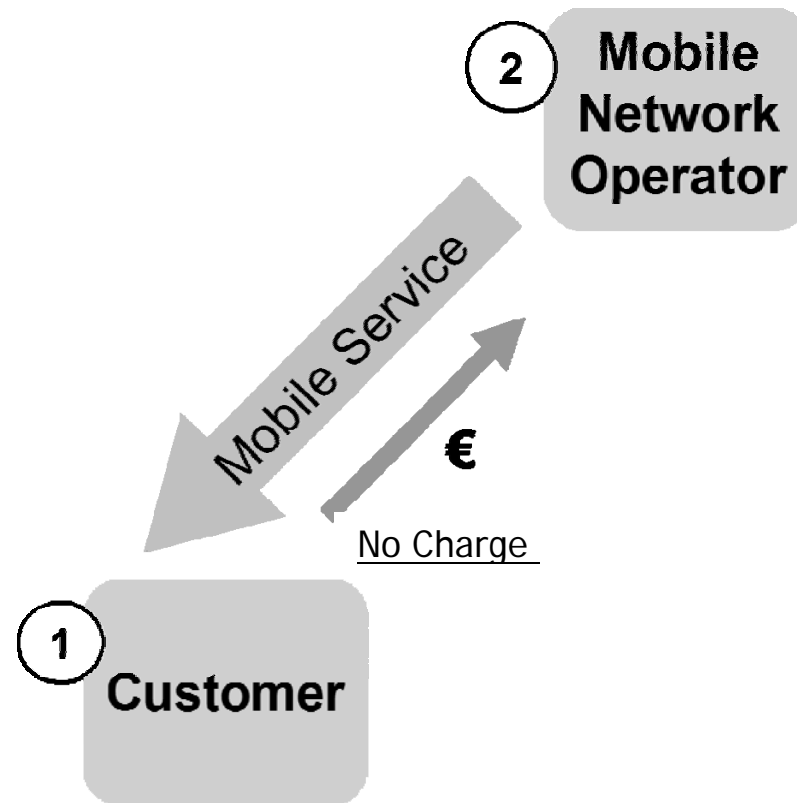 2
Mobile
Network
Operator
Mobile Service
€
No Charge
1
Customer